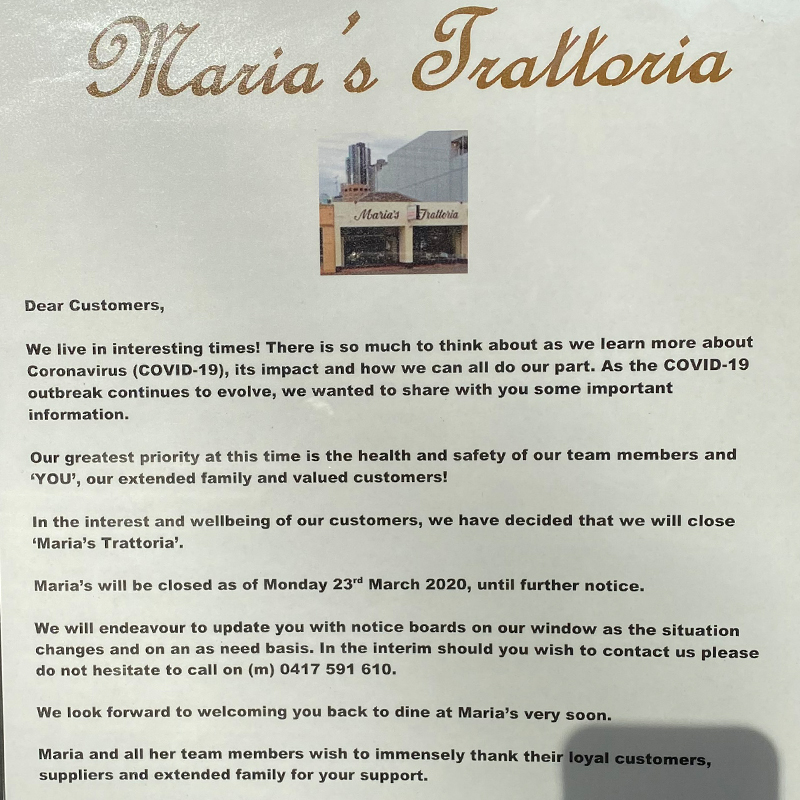 Maria's Trattoria
Maria's Trattoria
Dear Customers,
We live in interesting times! There is so much to think about as we learn more about
Coronavirus (COVID-19), its impact and how we can all do our part. As the COVID-19
outbreak continues to evolve, we wanted to share with you some important
information.
Our greatest priority at this time is the health and safety of our team members and
‘YOU’, our extended family and valued customers!
In the interest and wellbeing of our customers, we have decided that we will close
‘Maria’s Trattoria’.
Maria’s will be closed as of Monday 23rd March 2020, until further notice.
We will endeavour to update you with notice boards on our window as the situation
changes and on an as need basis. In the interim should you wish to contact us please
do not hesitate to call on (m) 0417 591 610.
We look forward to welcoming you back to dine at Maria’s very soon.
Maria and all her team members wish to immensely thank their loyal customers,
suppliers and extended family for your support.